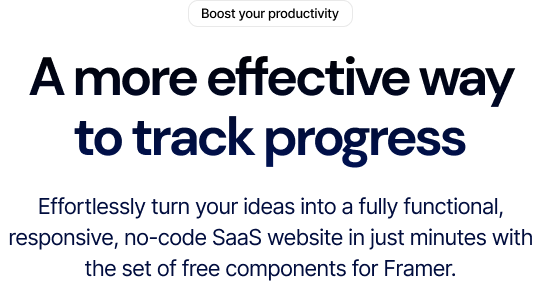 Boost your productivity
A more effective way
to track progress
Effortlessly turn your ideas into a fully functional,
responsive, no-code SaaS website in just minutes with
the set of free components for Framer.